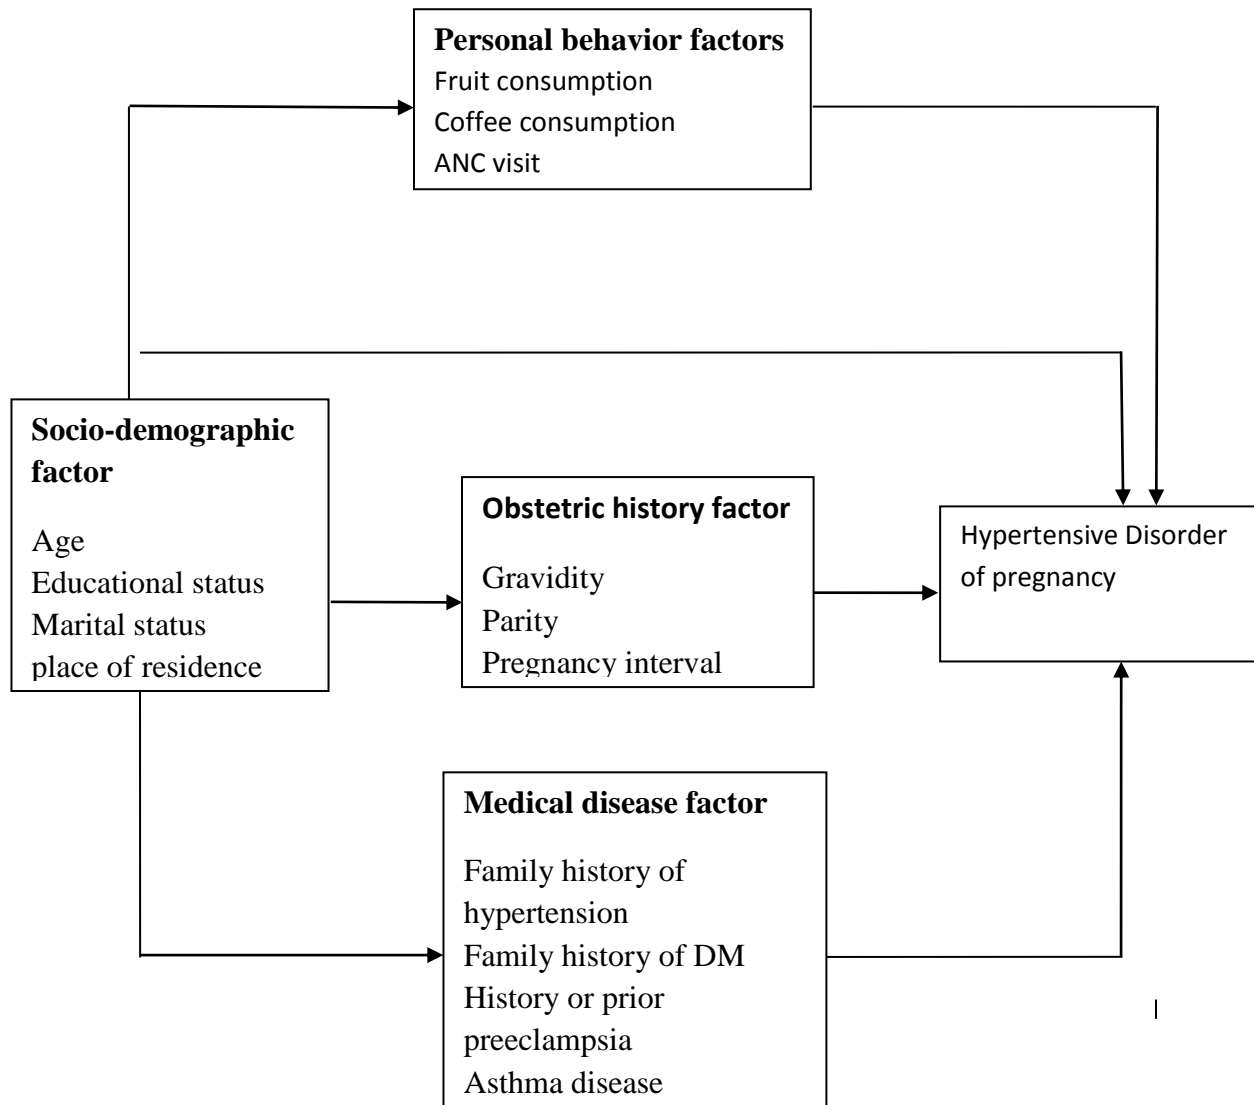 Personal behavior factors
Fruit consumption
Coffee consumption
ANC visit
Socio-demographic
factor
Age
Educational status
Marital status
place of residence
Obstetric history factor
Gravidity
Parity
Pregnancy interval
Hypertensive Disorder
of pregnancy
Medical disease factor
Family history of
hypertension
Family history of DM
History or prior
preeclampsia
Asthma disease